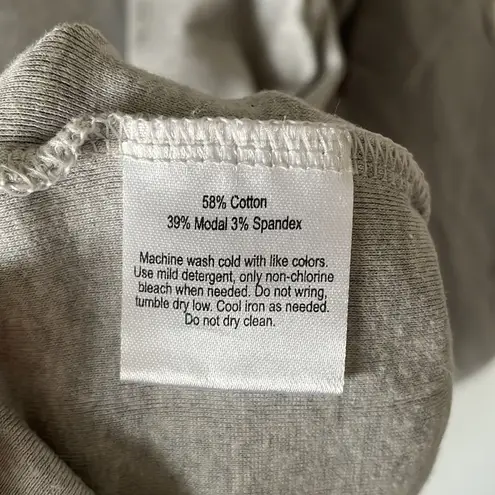 58% Cotton
39% Modal 3% Spandex
Machine wash cold with like colors.
Use mild detergent, only non-chlorine
bleach when needed. Do not wring,
tumble dry low. Cool iron as needed.
Do not dry clean.